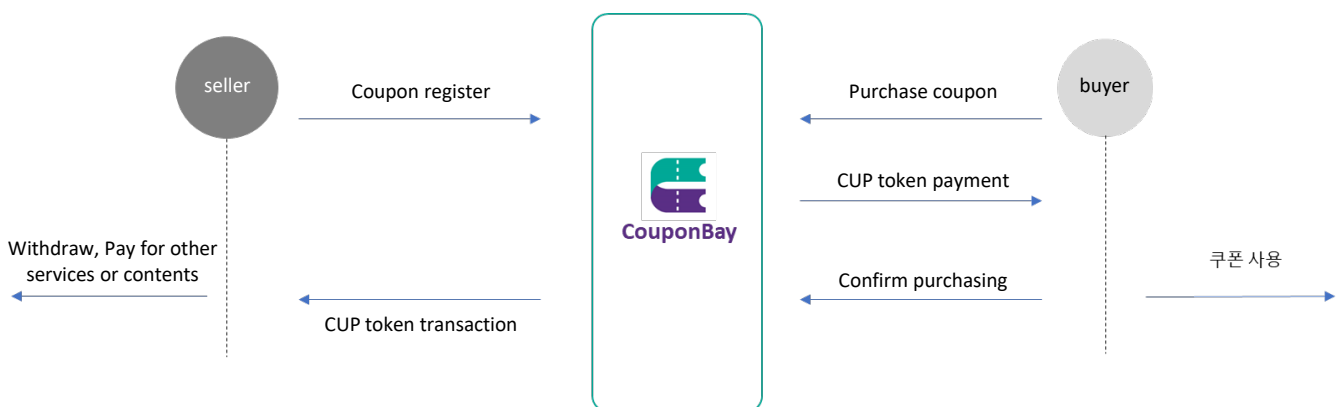 seller
Coupon register
Purchase coupon
buyer
CUP token payment
CouponBay
Withdraw, Pay for other
services or contents
Confirm purchasing
쿠폰 사용
CUP token transaction